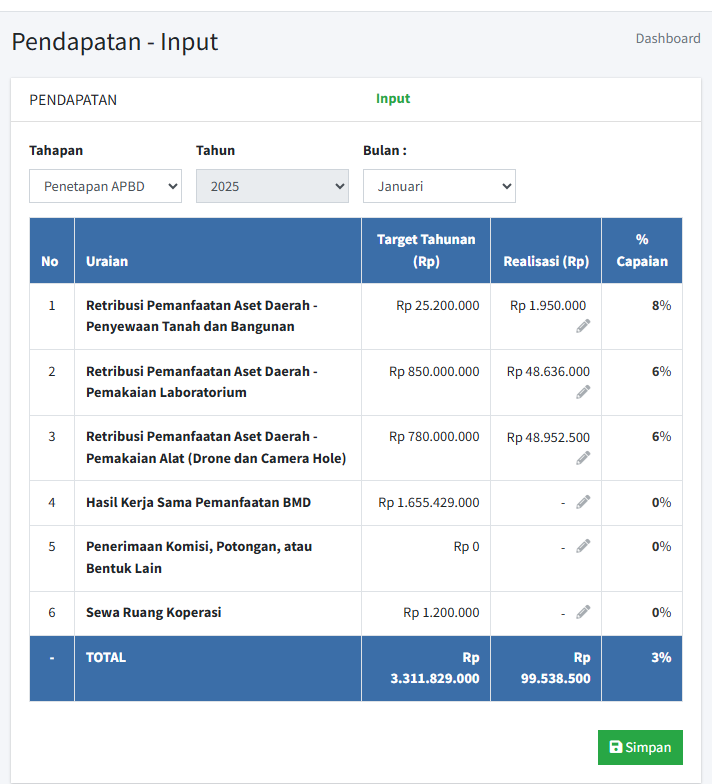 Pendapatan - Input
Dashboard
PENDAPATAN
Input
Tahapan
Tahun
Bulan :
Penetapan APBD
2025
Januari
No
Uraian
Target Tahunan
(Rp)
Realisasi (Rp)
%
Capaian
1
Retribusi Pemanfaatan Aset Daerah -
Penyewaan Tanah dan Bangunan
Rp 25.200.000
Rp 1.950.000
8%
2
Retribusi Pemanfaatan Aset Daerah -
Pemakaian Laboratorium
Rp 850.000.000
Rp 48.636.000
6%
3
Retribusi Pemanfaatan Aset Daerah -
Pemakaian Alat (Drone dan Camera Hole)
Rp 780.000.000
Rp 48.952.500
6%
4
Hasil Kerja Sama Pemanfaatan BMD
Rp 1.655.429.000
-
0%
5
Penerimaan Komisi, Potongan, atau
Bentuk Lain
Rp 0
-
0%
6
Sewa Ruang Koperasi
Rp 1.200.000
-
0%
-
TOTAL
Rp
3.311.829.000
Rp
99.538.500
3%
Simpan